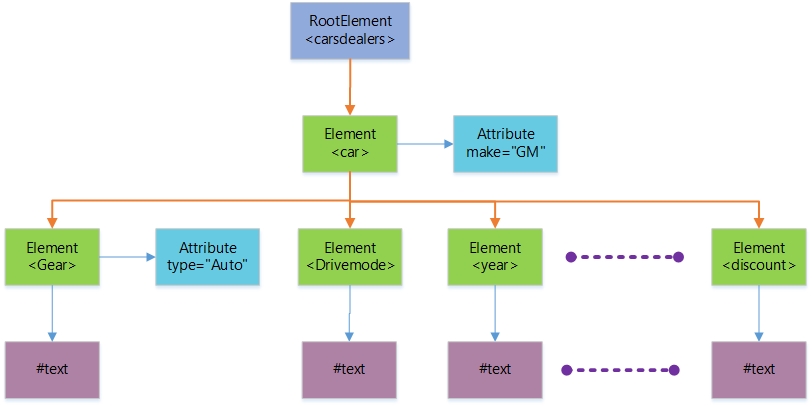 RootElement
<carsdealers>
Element
<car>
Attribute
make="GM"
Element
<Gear>
Attribute
type="Auto"
Element
<Drivemode>
Element
<year>
Element
<discount>
#text
#text
#text
#text